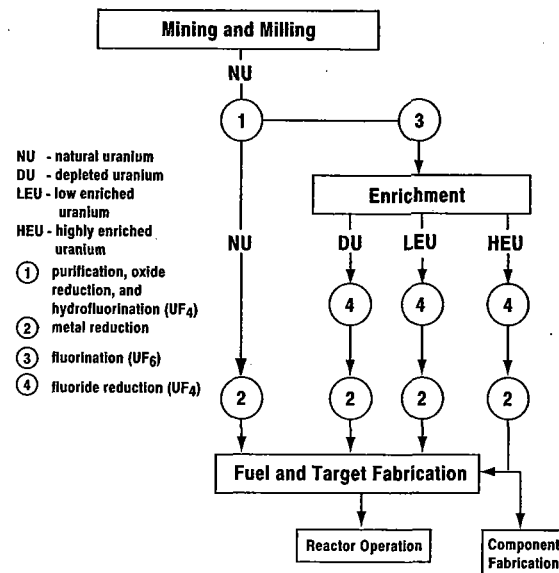 Mining and Milling
NU
1
3
NU - natural uranium
DU - depleted uranium
LEU - low enriched
uranium
HEU - highly enriched
uranium
1 purification, oxide
reduction, and
hydrofluorination (UF4)
2 metal reduction
3 fluorination (UF6)
4 fluoride reduction (UF4)
Enrichment
NU
DU
LEU
HEU
4
4
4
2
2
2
2
Fuel and Target Fabrication
Reactor Operation
Component
Fabrication